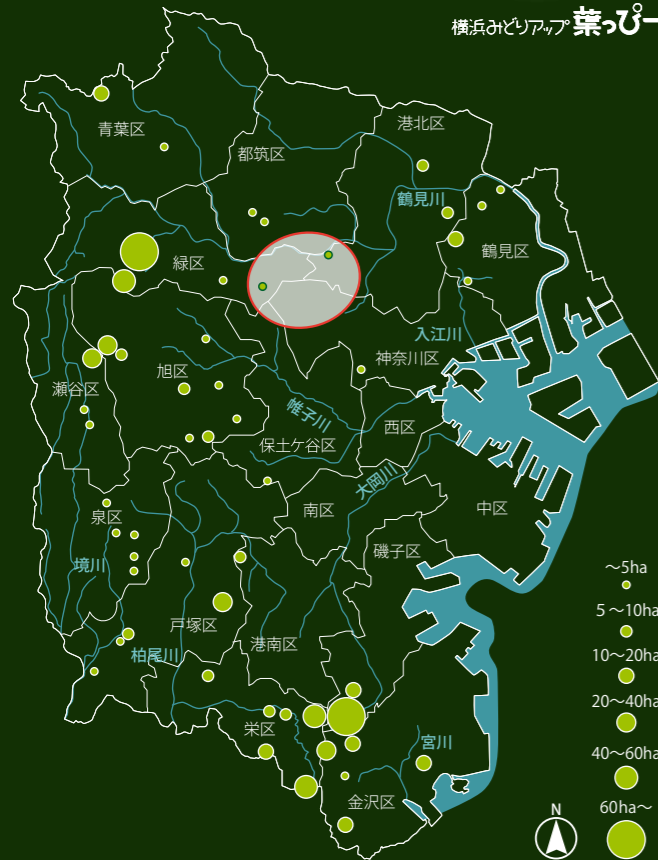 横浜みどりアップ 葉っぴー
青葉区
港北区
都筑区
鶴見川
鶴見区
緑区
入江川
神奈川区
旭区
瀬谷区
帷子川
西区
保土ケ谷区
大岡川
南区
中区
泉区
磯子区
境川
～5ha
5～10ha
戸塚区
港南区
柏尾川
10～20ha
20～40ha
栄区
宮川
40～60ha
金沢区
60ha～
N